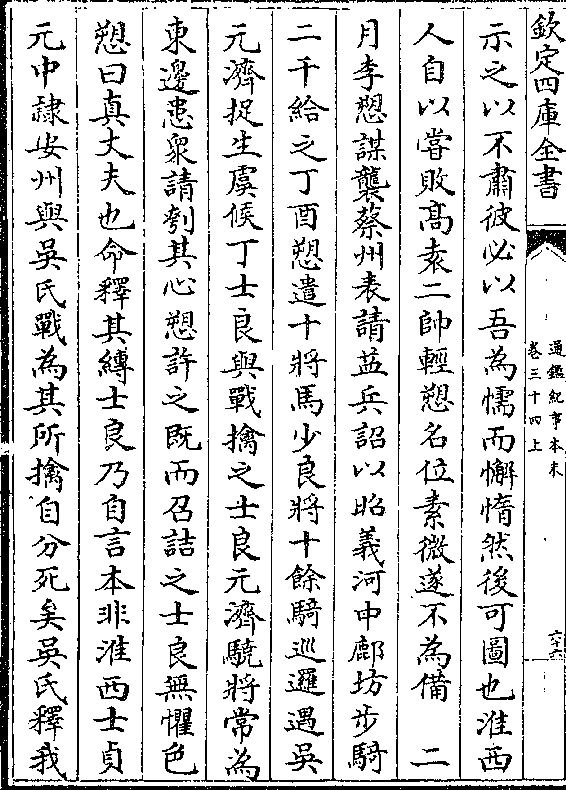 欽定四庫全書
通鑑紀事本末
卷三十四上
六十六
示之以不肅彼必以吾為懦而懈惰然後可圖也淮西
人自以嘗敗髙袁二帥輕愬名位素微遂不為備　二
月李愬謀襲蔡州表請益兵詔以昭義河中鄜坊步騎
二千給之丁酉愬遣十將馬少良將十餘騎巡邏遇吳
元濟捉生虞候丁士良與戰擒之士良元濟驍將常為
東邊患衆請刳其心愬許之既而召詰之士良無懼色
愬曰真丈夫也命釋其縛士良乃自言本非淮西士貞
元中𨽻安州與吳氏戰為其所擒自分死矣吳氏釋我